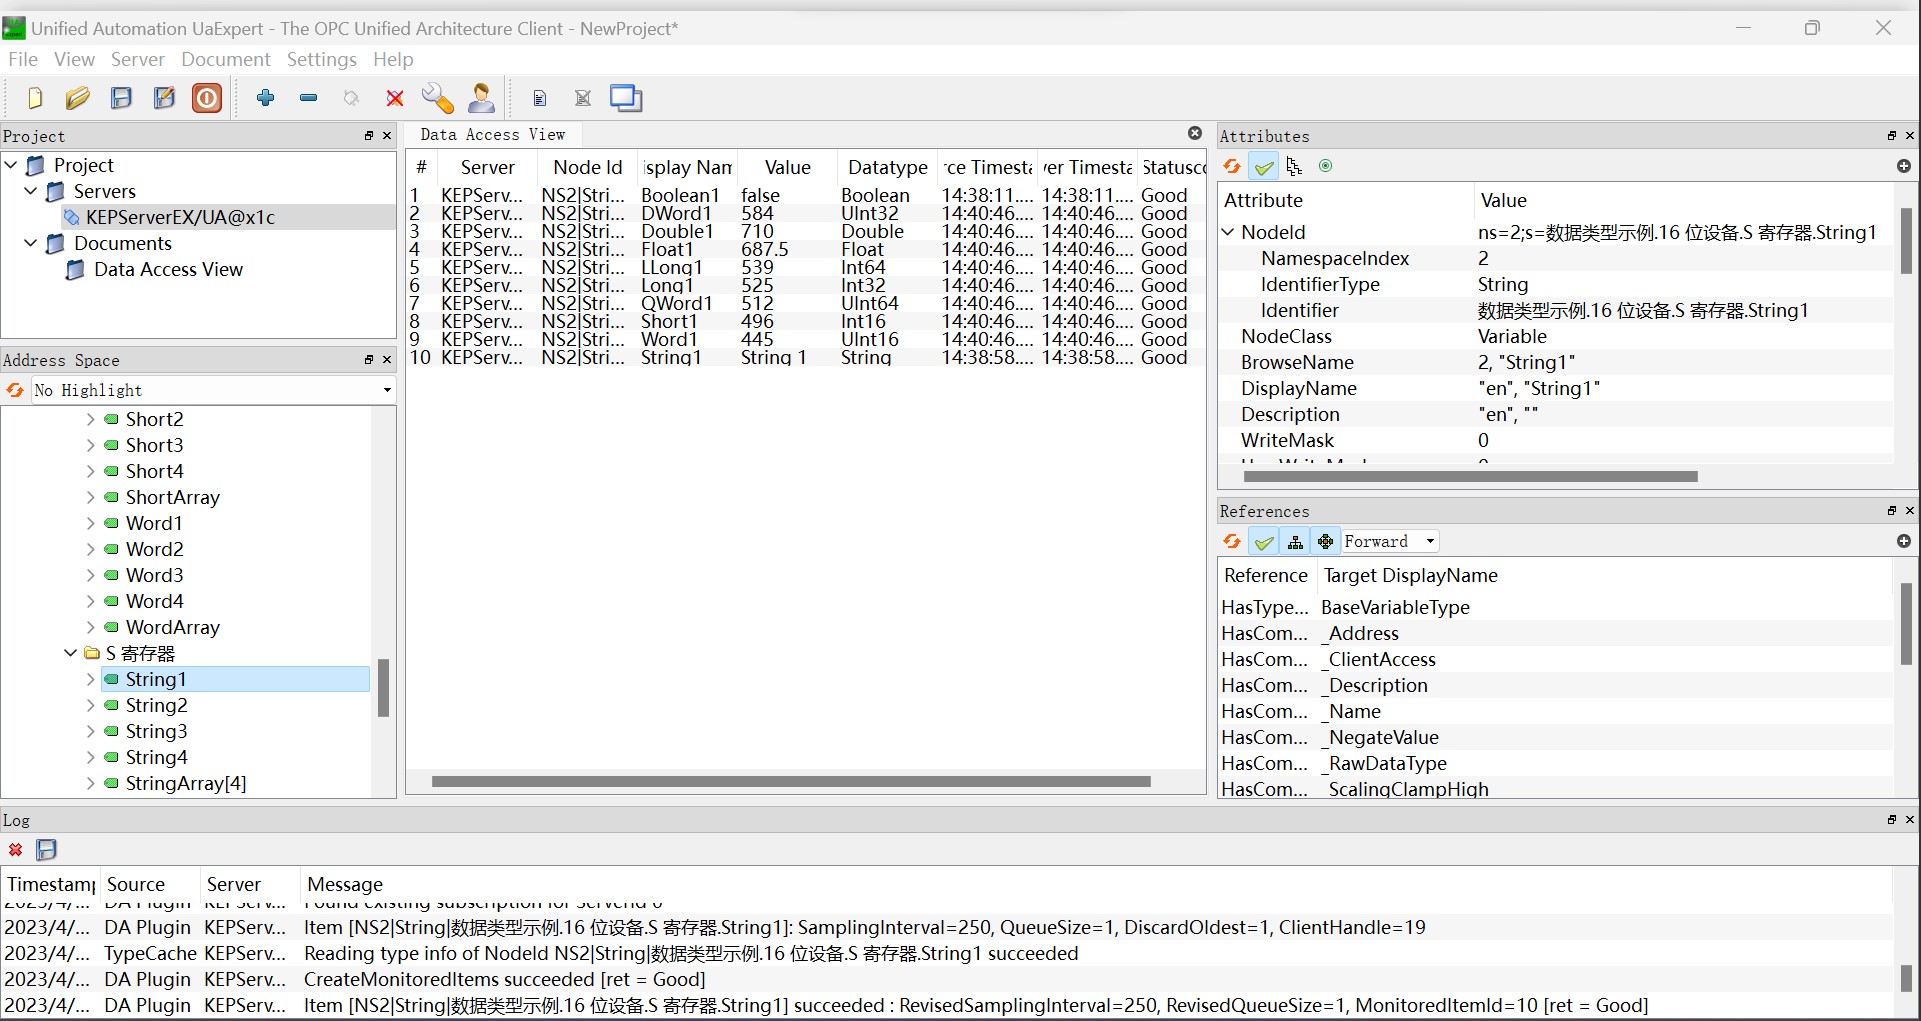 Unified Automation UaExpert - The OPC Unified Architecture Client - NewProject*
File View Server Document Settings Help
Project
Project
Servers
KEPServerEX/UA@x1c
Documents
Data Access View
Address Space
No Highlight
Short2
Short3
Short4
ShortArray
Word1
Word2
Word3
Word4
WordArray
S 寄存器
String1
String2
String3
String4
StringArray[4]
Data Access View
# Server Node Id isplay Nam Value Datatype rce Timesta ver Timesta Statusco
1 KEPServ... NS2|Stri... Boolean1 false Boolean 14:38:11.... 14:38:11.... Good
2 KEPServ... NS2|Stri... DWord1 584 UInt32 14:40:46.... 14:40:46.... Good
3 KEPServ... NS2|Stri... Double1 710 Double 14:40:46.... 14:40:46.... Good
4 KEPServ... NS2|Stri... Float1 687.5 Float 14:40:46.... 14:40:46.... Good
5 KEPServ... NS2|Stri... LLong1 539 Int64 14:40:46.... 14:40:46.... Good
6 KEPServ... NS2|Stri... Long1 525 Int32 14:40:46.... 14:40:46.... Good
7 KEPServ... NS2|Stri... QWord1 512 UInt64 14:40:46.... 14:40:46.... Good
8 KEPServ... NS2|Stri... Short1 496 Int16 14:40:46.... 14:40:46.... Good
9 KEPServ... NS2|Stri... Word1 445 UInt16 14:40:46.... 14:40:46.... Good
10 KEPServ... NS2|Stri... String1 String 1 String 14:38:58.... 14:38:58.... Good
Attributes
Attribute Value
NodeId ns=2;s=数据类型示例.16 位设备.S 寄存器.String1
NamespaceIndex 2
IdentifierType String
Identifier 数据类型示例.16 位设备.S 寄存器.String1
NodeClass Variable
BrowseName 2, "String1"
DisplayName "en", "String1"
Description "en", ""
WriteMask 0
References
Forward
Reference Target DisplayName
HasType... BaseVariableType
HasCom... _Address
HasCom... _ClientAccess
HasCom... _Description
HasCom... _Name
HasCom... _NegateValue
HasCom... _RawDataType
HasCom... _ScalingClampHigh
Log
Timestamp Source Server Message
2023/4/... DA Plugin KEPServ... Found existing subscription for ServerId 0
2023/4/... DA Plugin KEPServ... Item [NS2|String|数据类型示例.16 位设备.S 寄存器.String1]: SamplingInterval=250, QueueSize=1, DiscardOldest=1, ClientHandle=19
2023/4/... TypeCache KEPServ... Reading type info of NodeId NS2|String|数据类型示例.16 位设备.S 寄存器.String1 succeeded
2023/4/... DA Plugin KEPServ... CreateMonitoredItems succeeded [ret = Good]
2023/4/... DA Plugin KEPServ... Item [NS2|String|数据类型示例.16 位设备.S 寄存器.String1] succeeded : RevisedSamplingInterval=250, RevisedQueueSize=1, MonitoredItemId=10 [ret = Good]